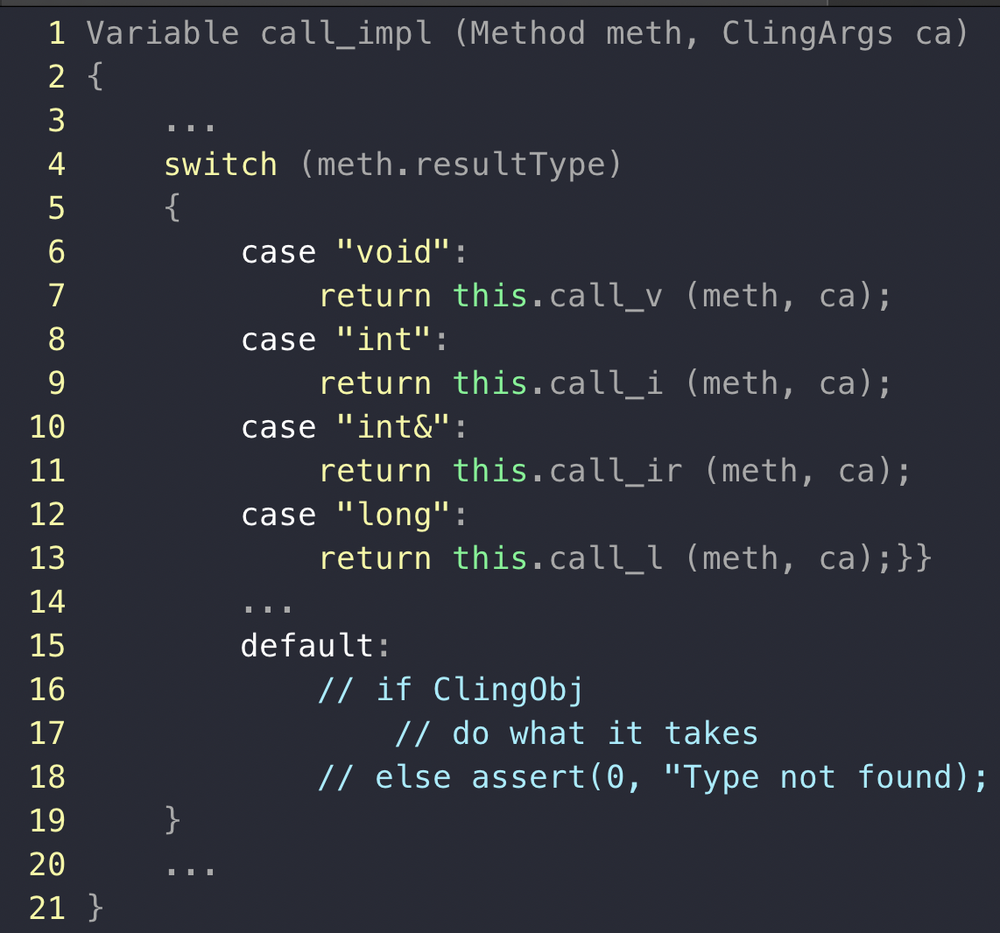 1 Variable call_impl (Method meth, ClingArgs ca)
2 {
3     ...
4     switch (meth.resultType)
5     {
6         case "void":
7             return this.call_v (meth, ca);
8         case "int":
9             return this.call_i (meth, ca);
10         case "int&":
11             return this.call_ir (meth, ca);
12         case "long":
13             return this.call_l (meth, ca);}}
14         ...
15         default:
16             // if ClingObj
17                 // do what it takes
18             // else assert(0, "Type not found);
19     }
20     ...
21 }